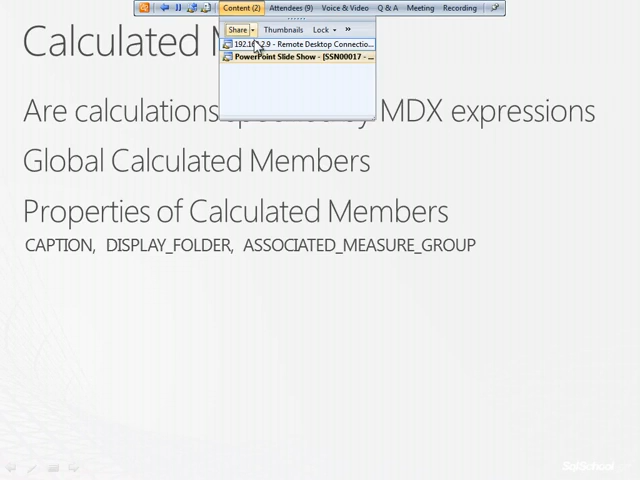 Content (2) Attendees (9) Voice & Video Q & A Meeting Recording
Share Thumbnails Lock »
- Remote Desktop Connectio...
PowerPoint Slide Show - [SSN00017 - ...
Calculated M
Are calculations by MDX expressions
Global Calculated Members
Properties of Calculated Members
CAPTION, DISPLAY_FOLDER, ASSOCIATED_MEASURE_GROUP
SqlSchool